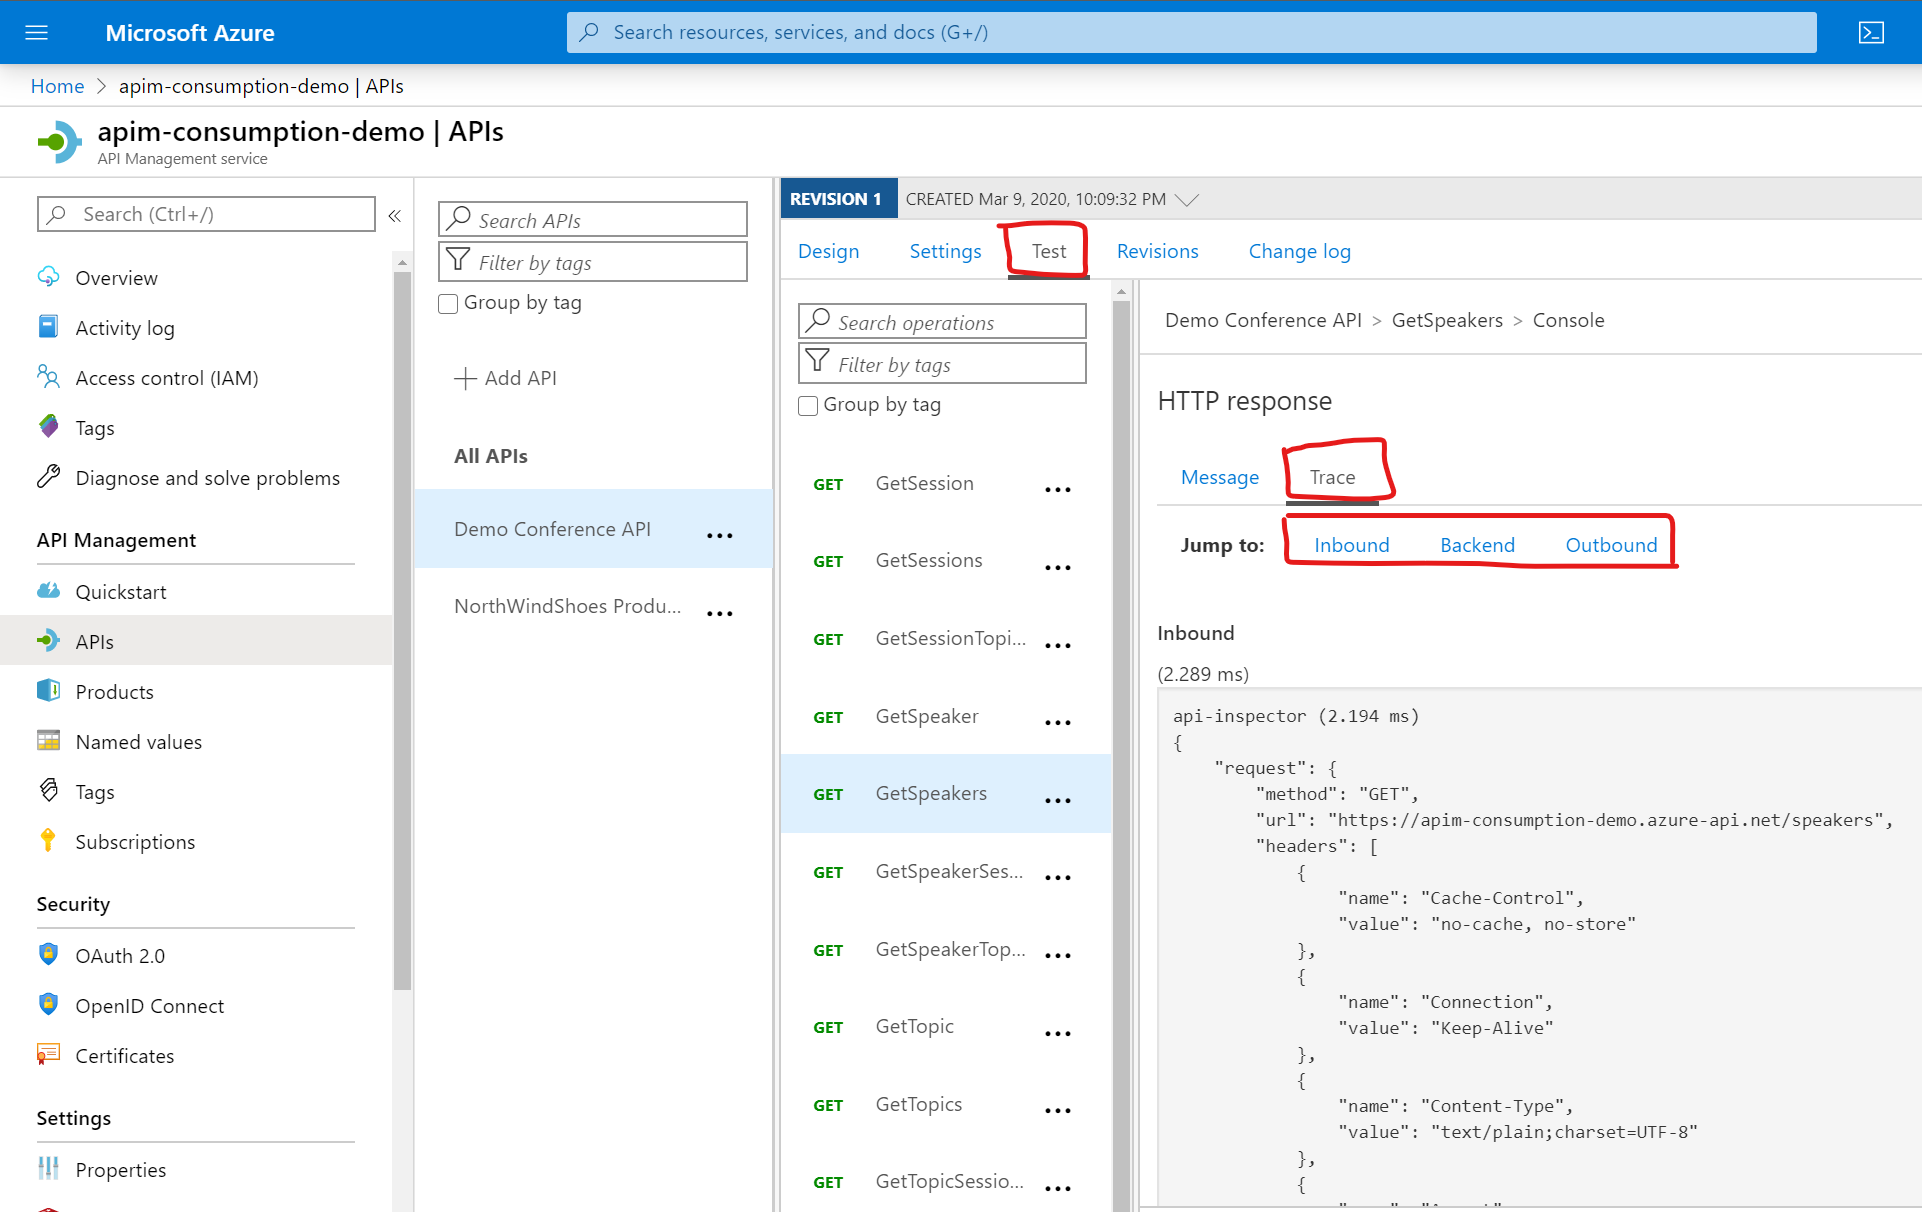 Microsoft Azure
Search resources, services, and docs (G+/)
Home > apim-consumption-demo | APIs
apim-consumption-demo | APIs
API Management service
Search (Ctrl+/)
«
Overview
Activity log
Access control (IAM)
Tags
Diagnose and solve problems
API Management
Quickstart
APIs
Products
Named values
Tags
Subscriptions
Security
OAuth 2.0
OpenID Connect
Certificates
Settings
Properties
Search APIs
Filter by tags
Group by tag
+ Add API
All APIs
Demo Conference API ...
NorthWindShoes Produ... ...
REVISION 1 CREATED Mar 9, 2020, 10:09:32 PM
Design Settings Test Revisions Change log
Search operations
Filter by tags
Group by tag
GET GetSession ...
GET GetSessions ...
GET GetSessionTopi... ...
GET GetSpeaker ...
GET GetSpeakers ...
GET GetSpeakerSes... ...
GET GetSpeakerTop... ...
GET GetTopic ...
GET GetTopics ...
GET GetTopicSessio... ...
Demo Conference API > GetSpeakers > Console
HTTP response
Message Trace
Jump to: Inbound Backend Outbound
Inbound
(2.289 ms)
api-inspector (2.194 ms)
{
"request": {
"method": "GET",
"url": "https://apim-consumption-demo.azure-api.net/speakers",
"headers": [
{
"name": "Cache-Control",
"value": "no-cache, no-store"
},
{
"name": "Connection",
"value": "Keep-Alive"
},
{
"name": "Content-Type",
"value": "text/plain;charset=UTF-8"
},
{